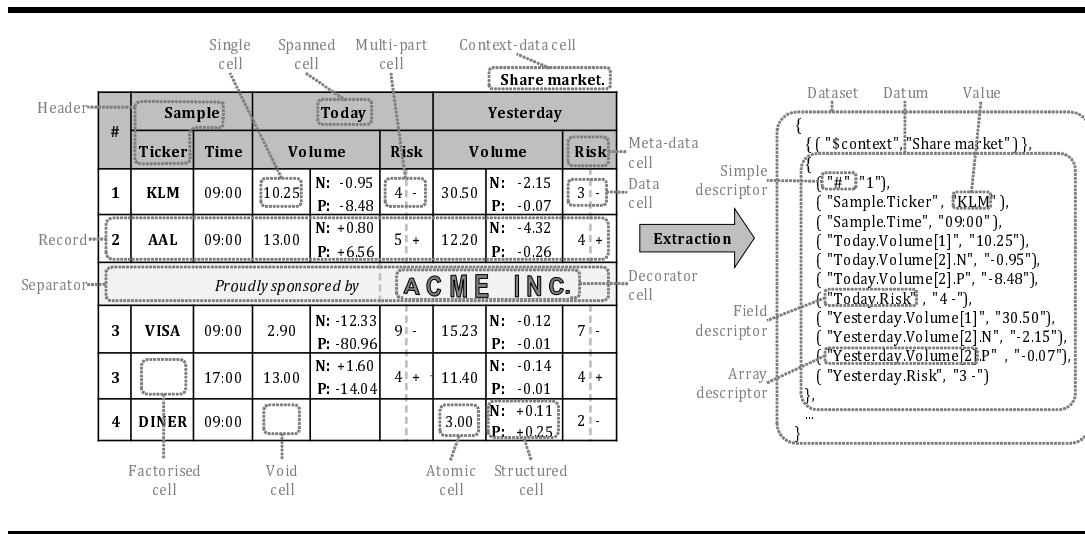 Single cell
Spanned cell
Multi-part cell
Context-data cell
Share market.
Header
# Sample Today Yesterday
Ticker Time Volume Risk Volume Risk
Meta-data cell
1 KLM 09:00 10.25 N: -0.95 P: -8.48 4 - 30.50 N: -2.15 P: -0.07 3 -
Data cell
Record
2 AAL 09:00 13.00 N: +0.80 P: +6.56 5 + 12.20 N: -4.32 P: -0.26 4 +
Separator
Proudly sponsored by ACME INC.
Decorator cell
3 VISA 09:00 2.90 N: -12.33 P: -80.96 9 - 15.23 N: -0.12 P: -0.01 7 -
3 17:00 13.00 N: +1.60 P: -14.04 4 + 11.40 N: -0.14 P: -0.01 4 +
4 DINER 09:00 3.00 N: +0.11 P: +0.25 2 -
Factorised cell
Void cell
Atomic cell
Structured cell
Extraction
Dataset
Datum
Value
Simple descriptor
Field descriptor
Array descriptor
{
{ ( "$context", "Share market" ) },
{
( "#" "1"),
( "Sample.Ticker" , "KLM" ),
( "Sample.Time", "09:00" ),
( "Today.Volume[1]", "10.25"),
( "Today.Volume[2].N", "-0.95"),
( "Today.Volume[2].P", "-8.48"),
( "Today.Risk" , "4 -"),
( "Yesterday.Volume[1]", "30.50"),
( "Yesterday.Volume[2].N", "-2.15"),
( "Yesterday.Volume[2].P" , "-0.07"),
( "Yesterday.Risk", "3 -")
},
...
}